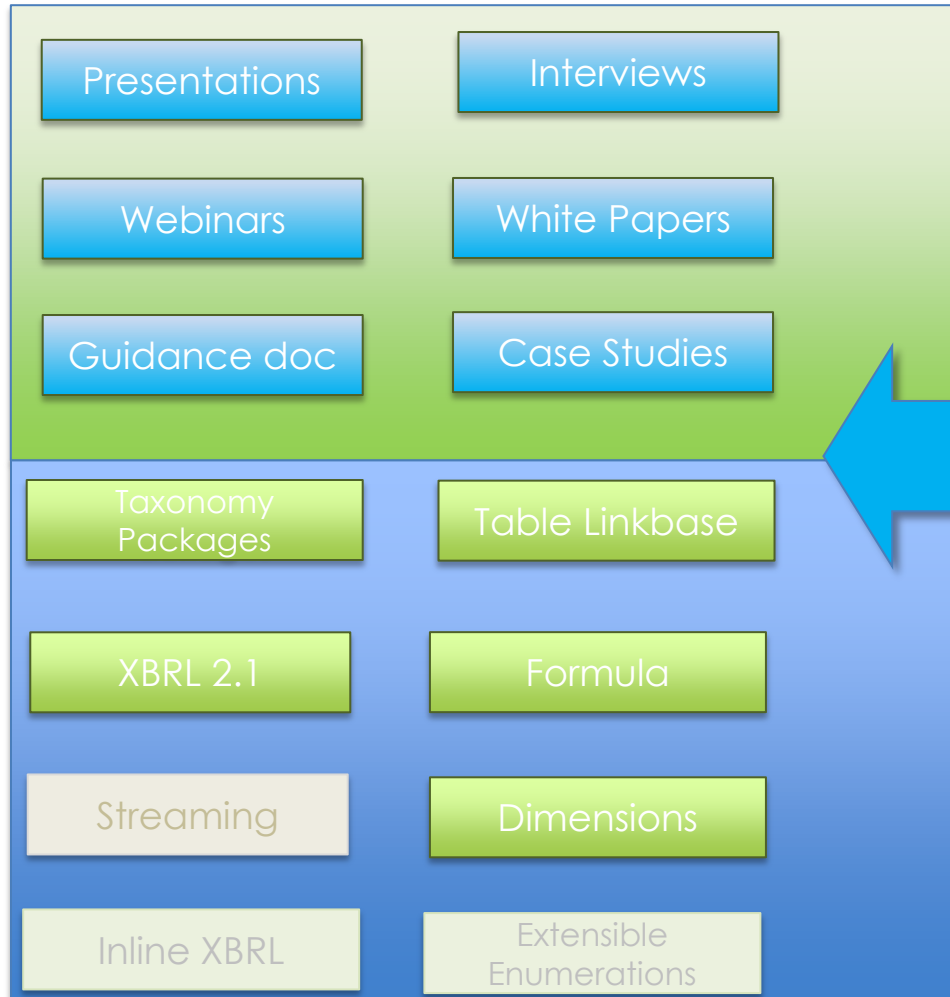 Presentations
Interviews
Webinars
White Papers
Guidance doc
Case Studies
Taxonomy
Packages
Table Linkbase
XBRL 2.1
Formula
Streaming
Dimensions
Inline XBRL
Extensible
Enumerations